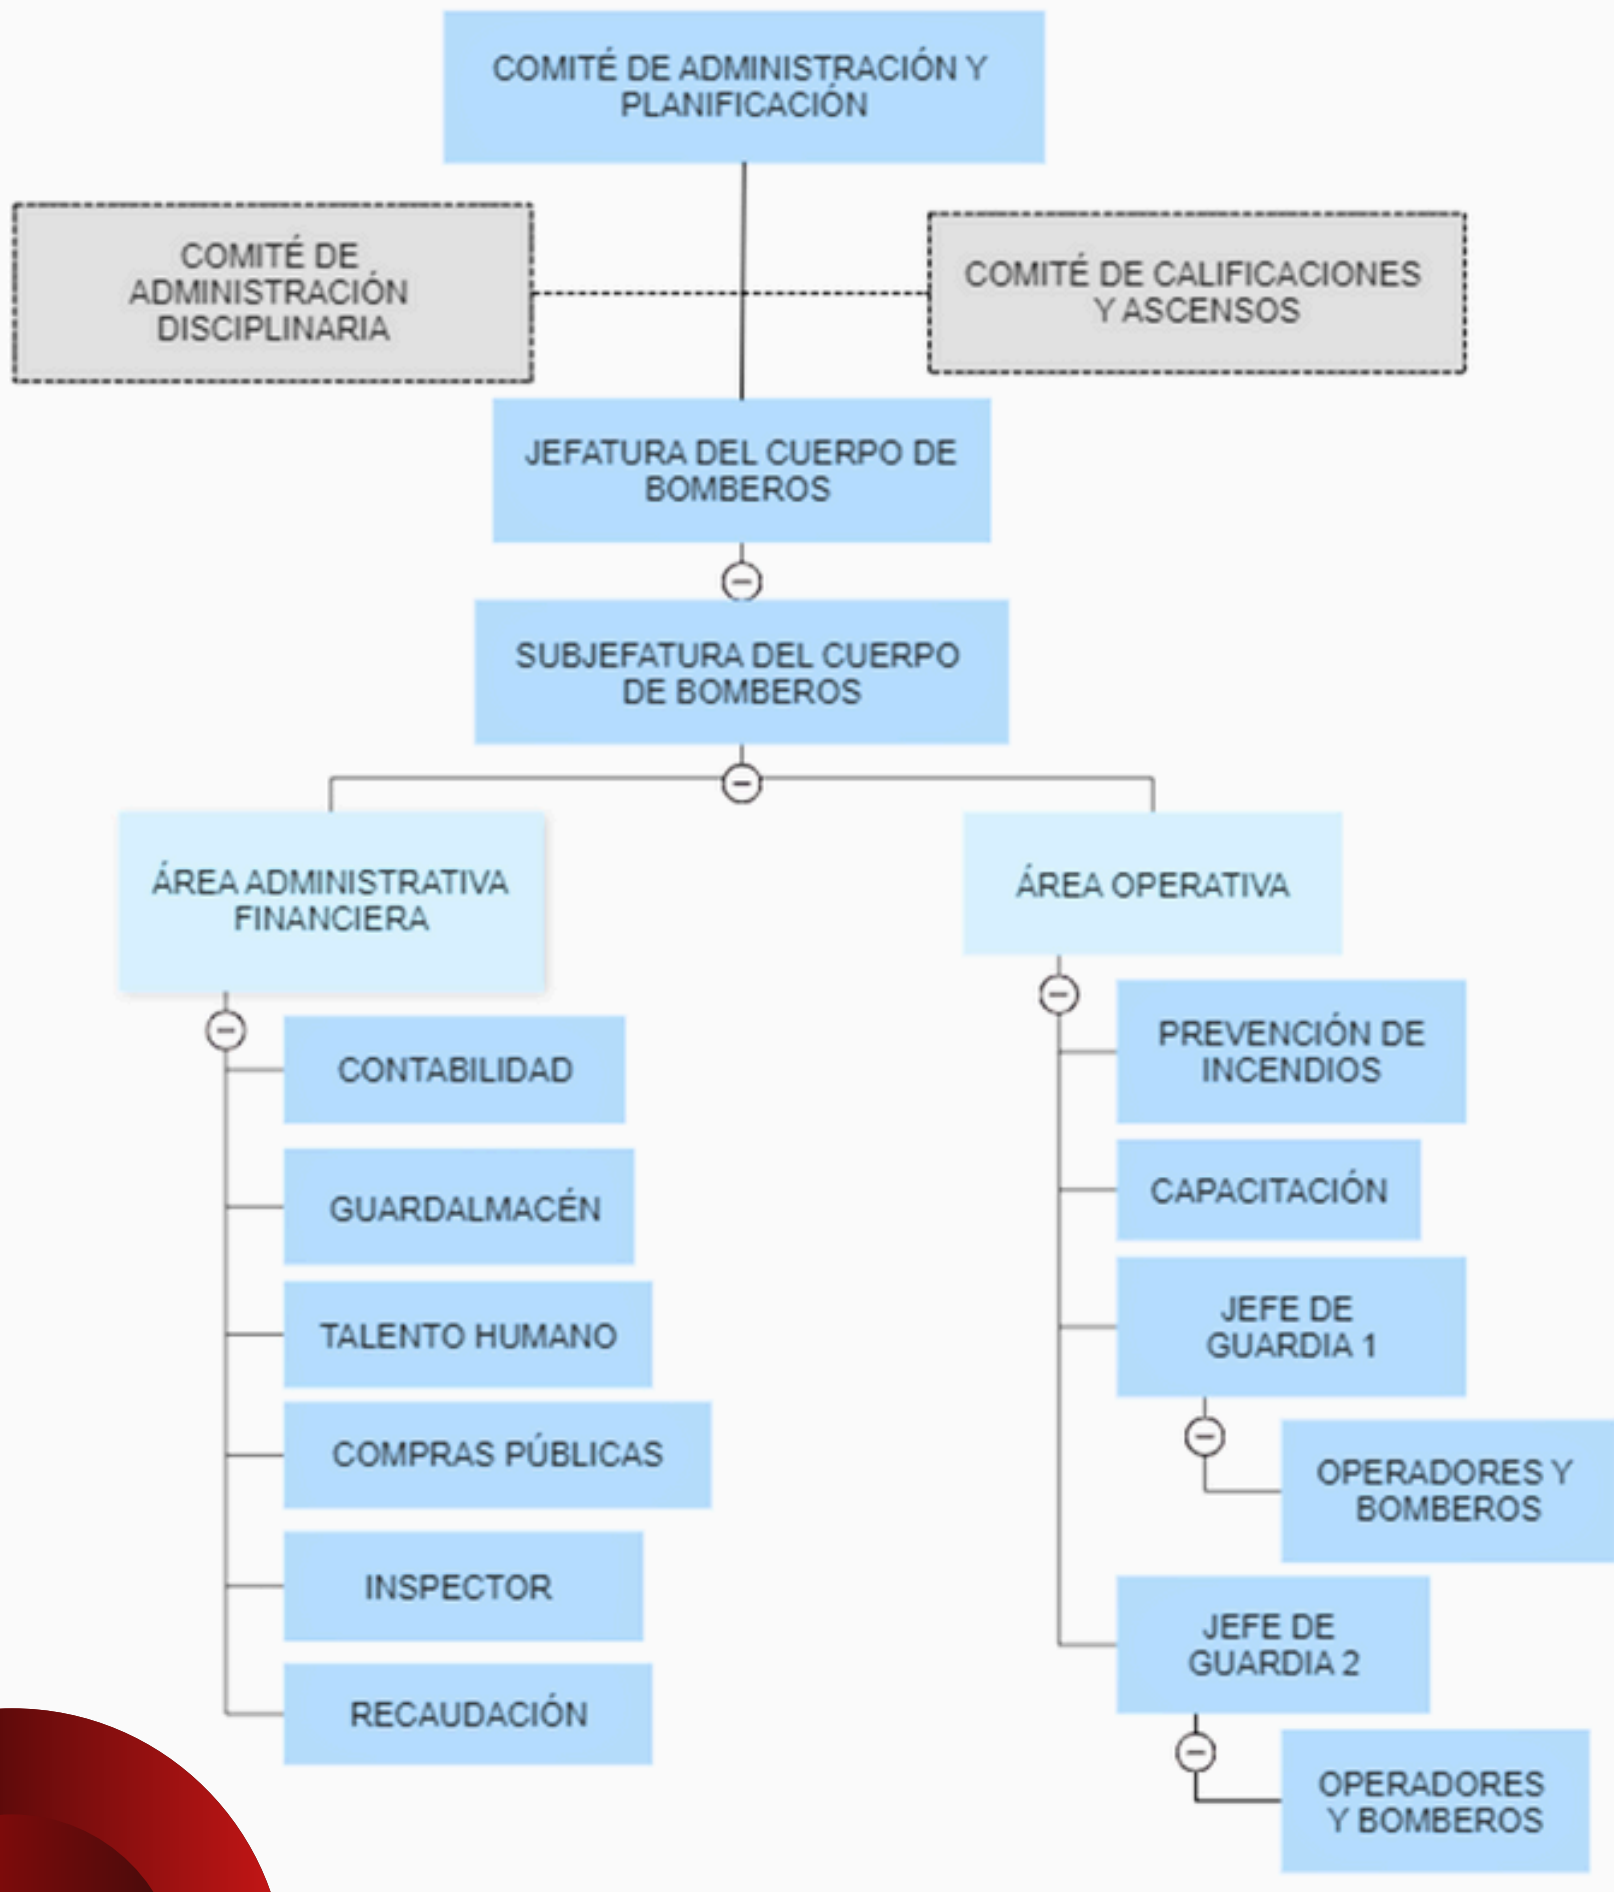 COMITÉ DE ADMINISTRACIÓN Y
PLANIFICACIÓN
COMITÉ DE
ADMINISTRACIÓN
DISCIPLINARIA
COMITÉ DE CALIFICACIONES
Y ASCENSOS
JEFATURA DEL CUERPO DE
BOMBEROS
SUBJEFATURA DEL CUERPO
DE BOMBEROS
ÁREA ADMINISTRATIVA
FINANCIERA
CONTABILIDAD
GUARDALMACÉN
TALENTO HUMANO
COMPRAS PÚBLICAS
INSPECTOR
RECAUDACIÓN
ÁREA OPERATIVA
PREVENCIÓN DE
INCENDIOS
CAPACITACIÓN
JEFE DE
GUARDIA 1
OPERADORES Y
BOMBEROS
JEFE DE
GUARDIA 2
OPERADORES
Y BOMBEROS